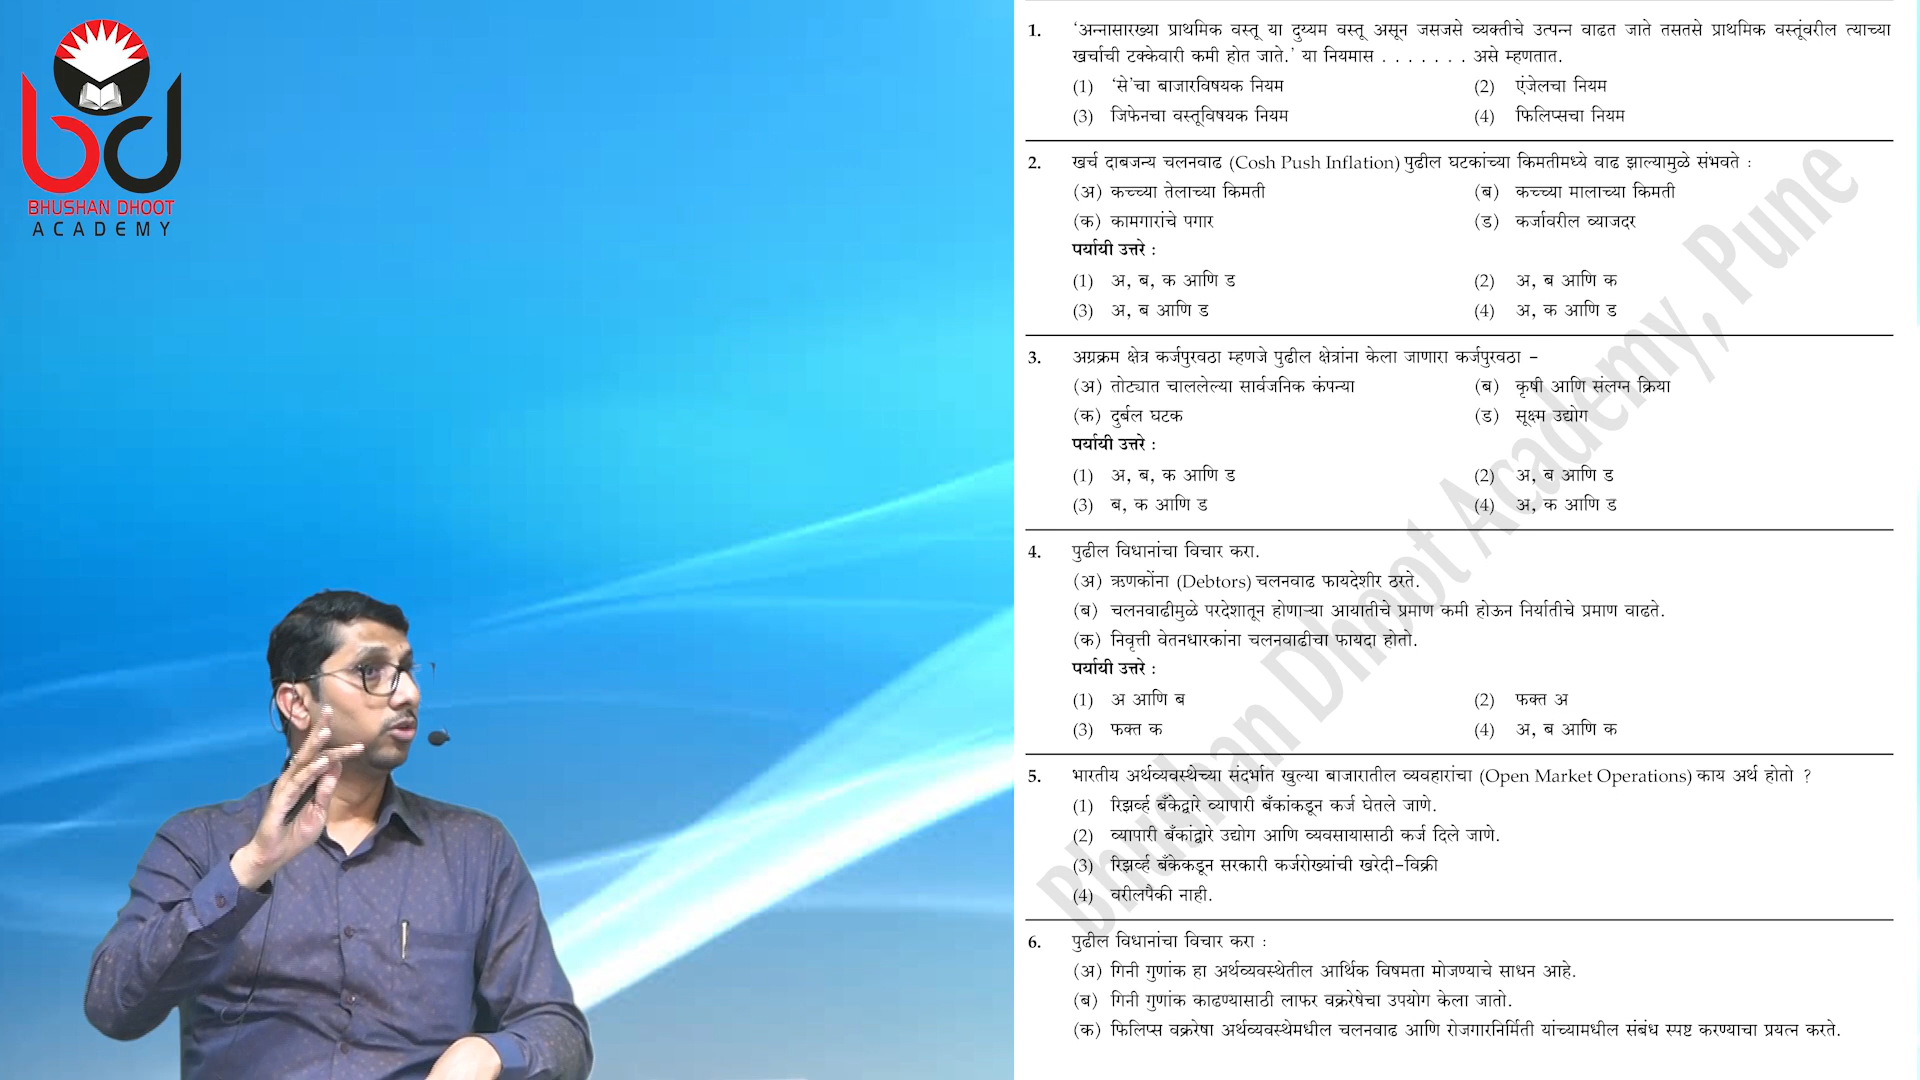 BHUSHAN DHOOT
ACADEMY
1. ‘अन्नासारख्या प्राथमिक वस्तू या दुय्यम वस्तू असून जसजसे व्यक्तीचे उत्पन्न वाढत जाते तसतसे प्राथमिक वस्तूंवरील त्याच्या
खर्चाची टक्केवारी कमी होत जाते.’ या नियमास . . . . . . . असे म्हणतात.
(1) ‘से’चा बाजारविषयक नियम (2) एंजेलचा नियम
(3) जिफेनचा वस्तूविषयक नियम (4) फिलिप्सचा नियम
2. खर्च दाबजन्य चलनवाढ (Cosh Push Inflation) पुढील घटकांच्या किमतीमध्ये वाढ झाल्यामुळे संभवते :
(अ) कच्च्या तेलाच्या किमती (ब) कच्च्या मालाच्या किमती
(क) कामगारांचे पगार (ड) कर्जावरील व्याजदर
पर्यायी उत्तरे :
(1) अ, ब, क आणि ड (2) अ, ब आणि क
(3) अ, ब आणि ड (4) अ, क आणि ड
3. अग्रक्रम क्षेत्र कर्जपुरवठा म्हणजे पुढील क्षेत्रांना केला जाणारा कर्जपुरवठा -
(अ) तोट्यात चाललेल्या सार्वजनिक कंपन्या (ब) कृषी आणि संलग्न क्रिया
(क) दुर्बल घटक (ड) सूक्ष्म उद्योग
पर्यायी उत्तरे :
(1) अ, ब, क आणि ड (2) अ, ब आणि ड
(3) ब, क आणि ड (4) अ, क आणि ड
4. पुढील विधानांचा विचार करा.
(अ) ऋणकोंना (Debtors) चलनवाढ फायदेशीर ठरते.
(ब) चलनवाढीमुळे परदेशातून होणाऱ्या आयातीचे प्रमाण कमी होऊन निर्यातीचे प्रमाण वाढते.
(क) निवृत्ती वेतनधारकांना चलनवाढीचा फायदा होतो.
पर्यायी उत्तरे :
(1) अ आणि ब (2) फक्त अ
(3) फक्त क (4) अ, ब आणि क
5. भारतीय अर्थव्यवस्थेच्या संदर्भात खुल्या बाजारातील व्यवहारांचा (Open Market Operations) काय अर्थ होतो ?
(1) रिझर्व्ह बँकेद्वारे व्यापारी बँकांकडून कर्ज घेतले जाणे.
(2) व्यापारी बँकांद्वारे उद्योग आणि व्यवसायासाठी कर्ज दिले जाणे.
(3) रिझर्व्ह बँकेकडून सरकारी कर्जरोख्यांची खरेदी-विक्री
(4) वरीलपैकी नाही.
6. पुढील विधानांचा विचार करा :
(अ) गिनी गुणांक हा अर्थव्यवस्थेतील आर्थिक विषमता मोजण्याचे साधन आहे.
(ब) गिनी गुणांक काढण्यासाठी लाफर वक्ररेषेचा उपयोग केला जातो.
(क) फिलिप्स वक्ररेषा अर्थव्यवस्थेमधील चलनवाढ आणि रोजगारनिर्मिती यांच्यामधील संबंध स्पष्ट करण्याचा प्रयत्न करते.
Bhushan Dhoot Academy, Pune